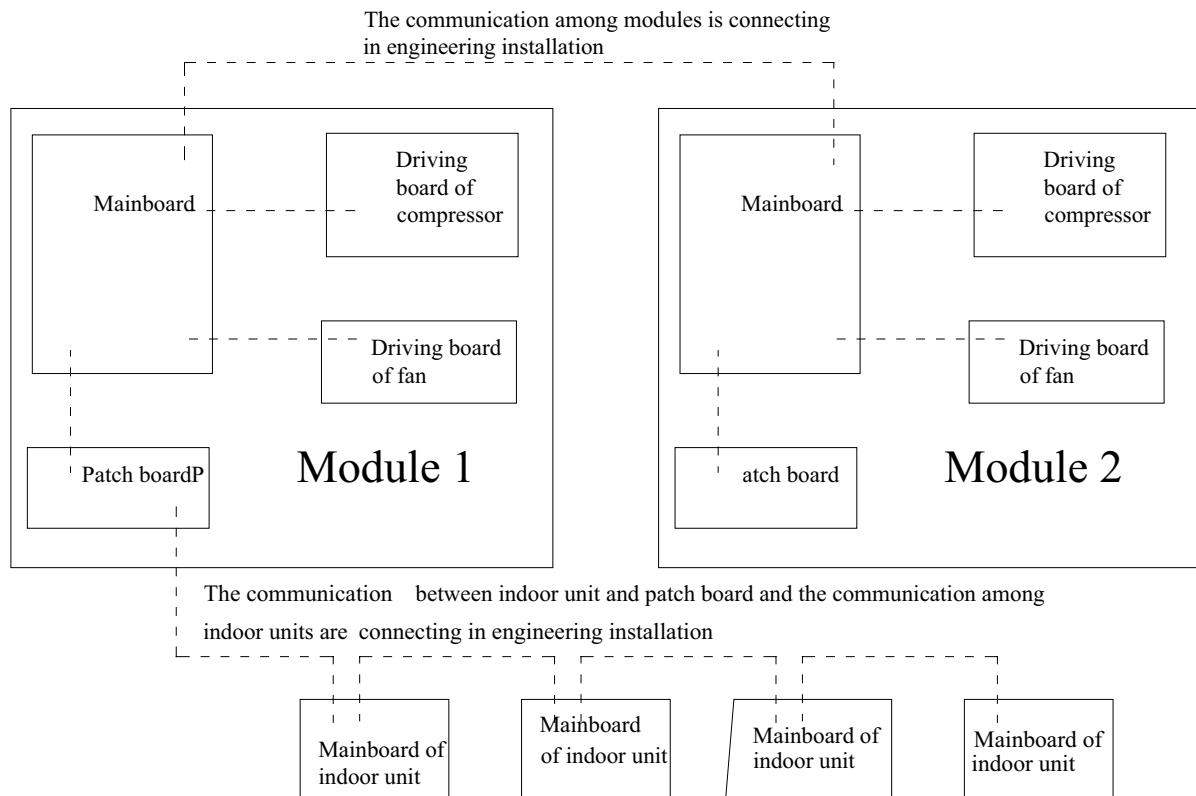 The communication among modules is connecting
in engineering installation
Mainboard
Driving
board of
compressor
Driving board
of fan
Patch boardP
Module 1
Mainboard
Driving
board of
compressor
Driving board
of fan
atch board
Module 2
The communication between indoor unit and patch board and the communication among
indoor units are connecting in engineering installation
Mainboard of
indoor unit
Mainboard
of indoor unit
Mainboard of
indoor unit
Mainboard of
indoor unit